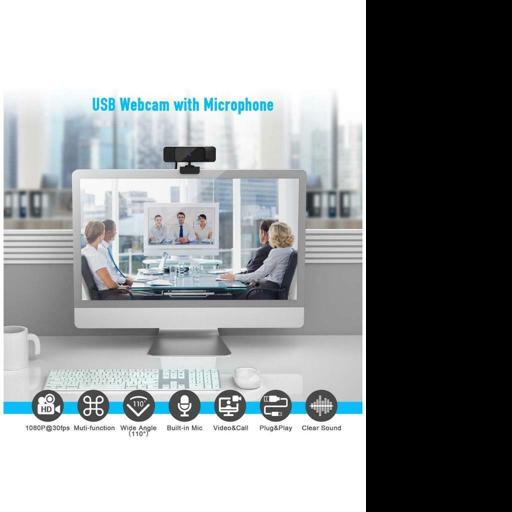 USB Webcam with Microphone
HD
110°
1080P@30fps Muti-function Wide Angle Built-in Mic Video&Call Plug&Play Clear Sound
(110°)